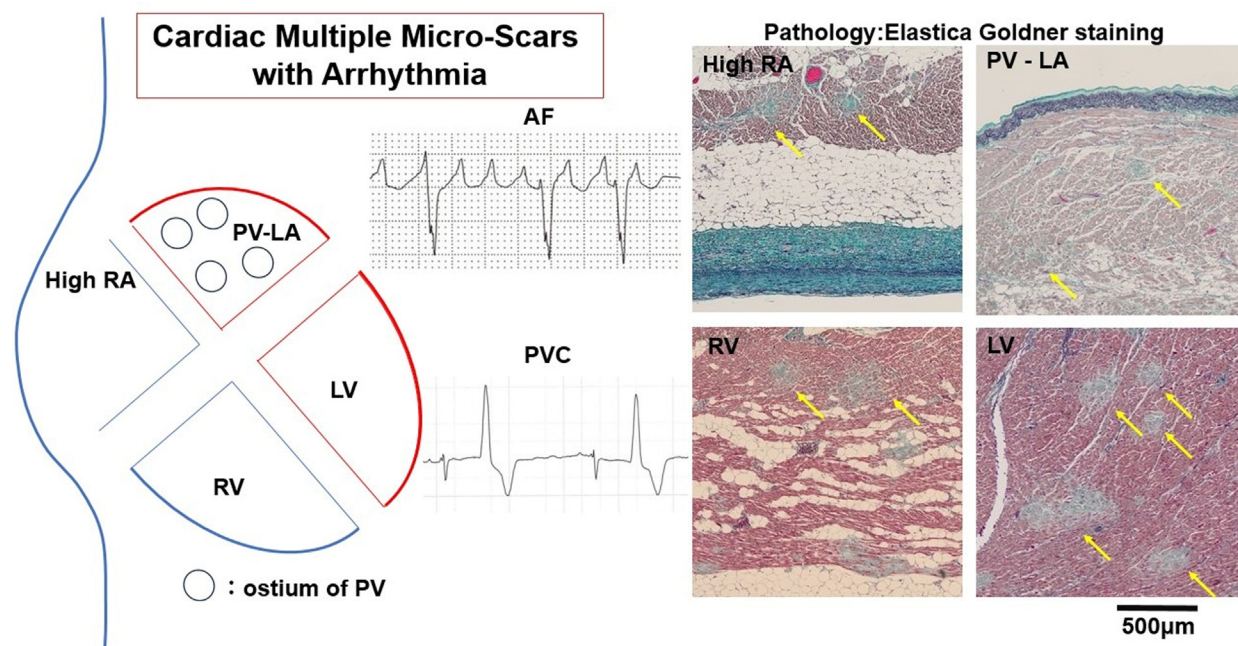 Cardiac Multiple Micro-Scars
with Arrhythmia
AF
PV-LA
High RA
PVC
LV
RV
：ostium of PV
Pathology:Elastica Goldner staining
High RA
PV - LA
RV
LV
500μm